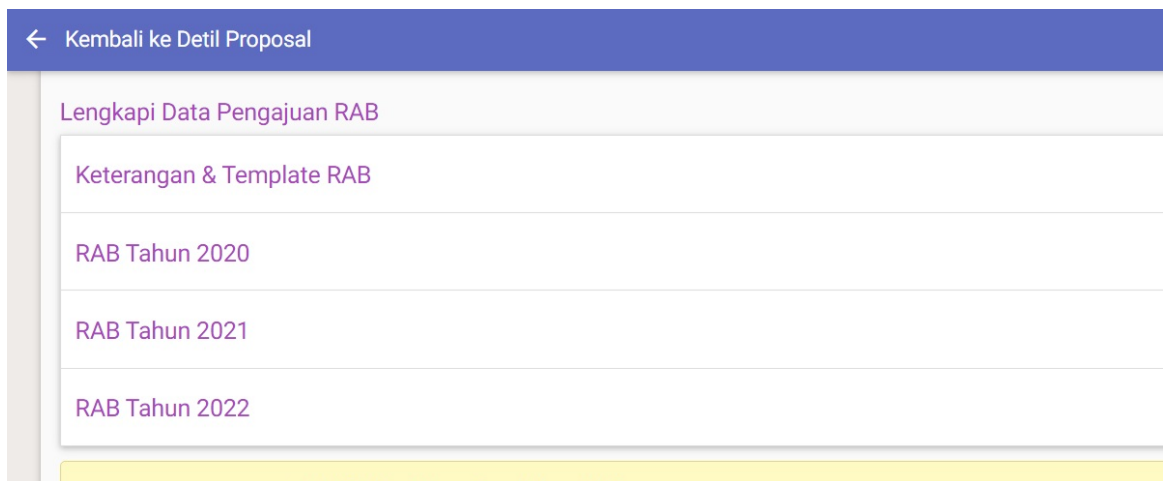 Kembali ke Detil Proposal
Lengkapi Data Pengajuan RAB
Keterangan & Template RAB
RAB Tahun 2020
RAB Tahun 2021
RAB Tahun 2022